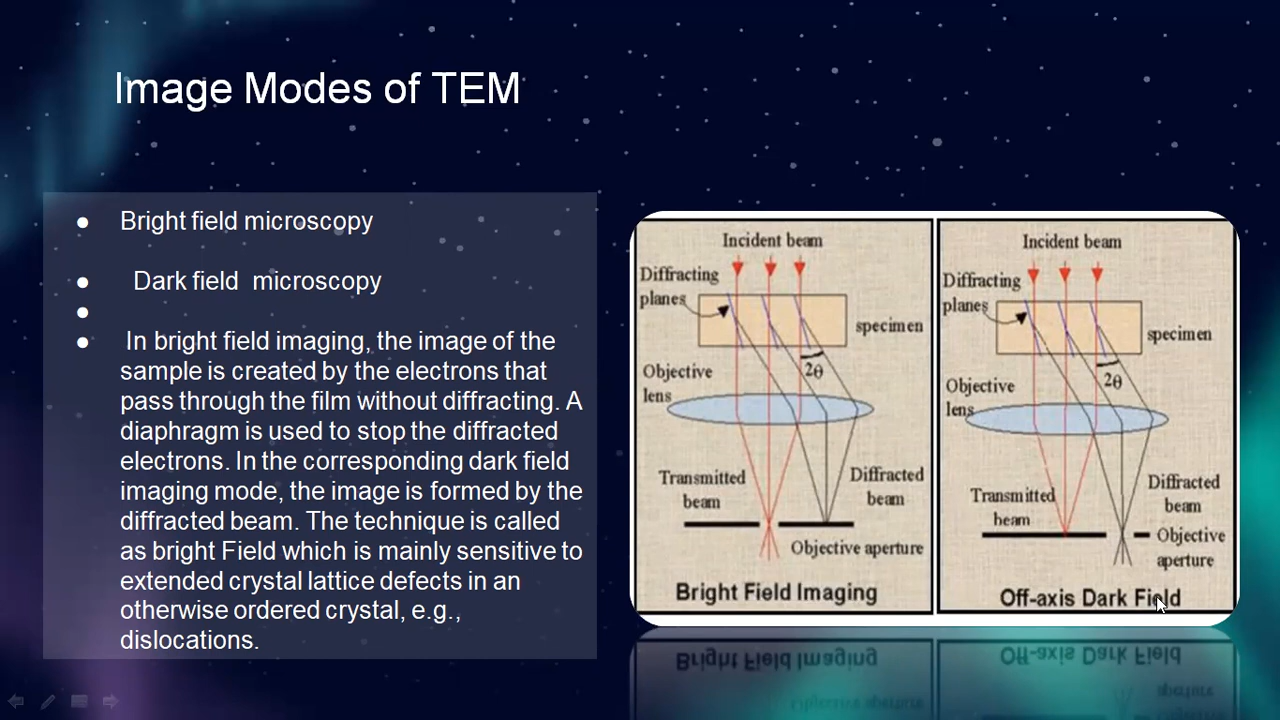 Image Modes of TEM
● Bright field microscopy
● Dark field microscopy
●
● In bright field imaging, the image of the
sample is created by the electrons that
pass through the film without diffracting. A
diaphragm is used to stop the diffracted
electrons. In the corresponding dark field
imaging mode, the image is formed by the
diffracted beam. The technique is called
as bright Field which is mainly sensitive to
extended crystal lattice defects in an
otherwise ordered crystal, e.g.,
dislocations.
Incident beam
Diffracting
planes
specimen
2θ
Objective
lens
Transmitted
beam
Diffracted
beam
Objective aperture
Bright Field Imaging
Incident beam
Diffracting
planes
specimen
2θ
Objective
lens
Transmitted
beam
Diffracted
beam
Objective
aperture
Off-axis Dark Field